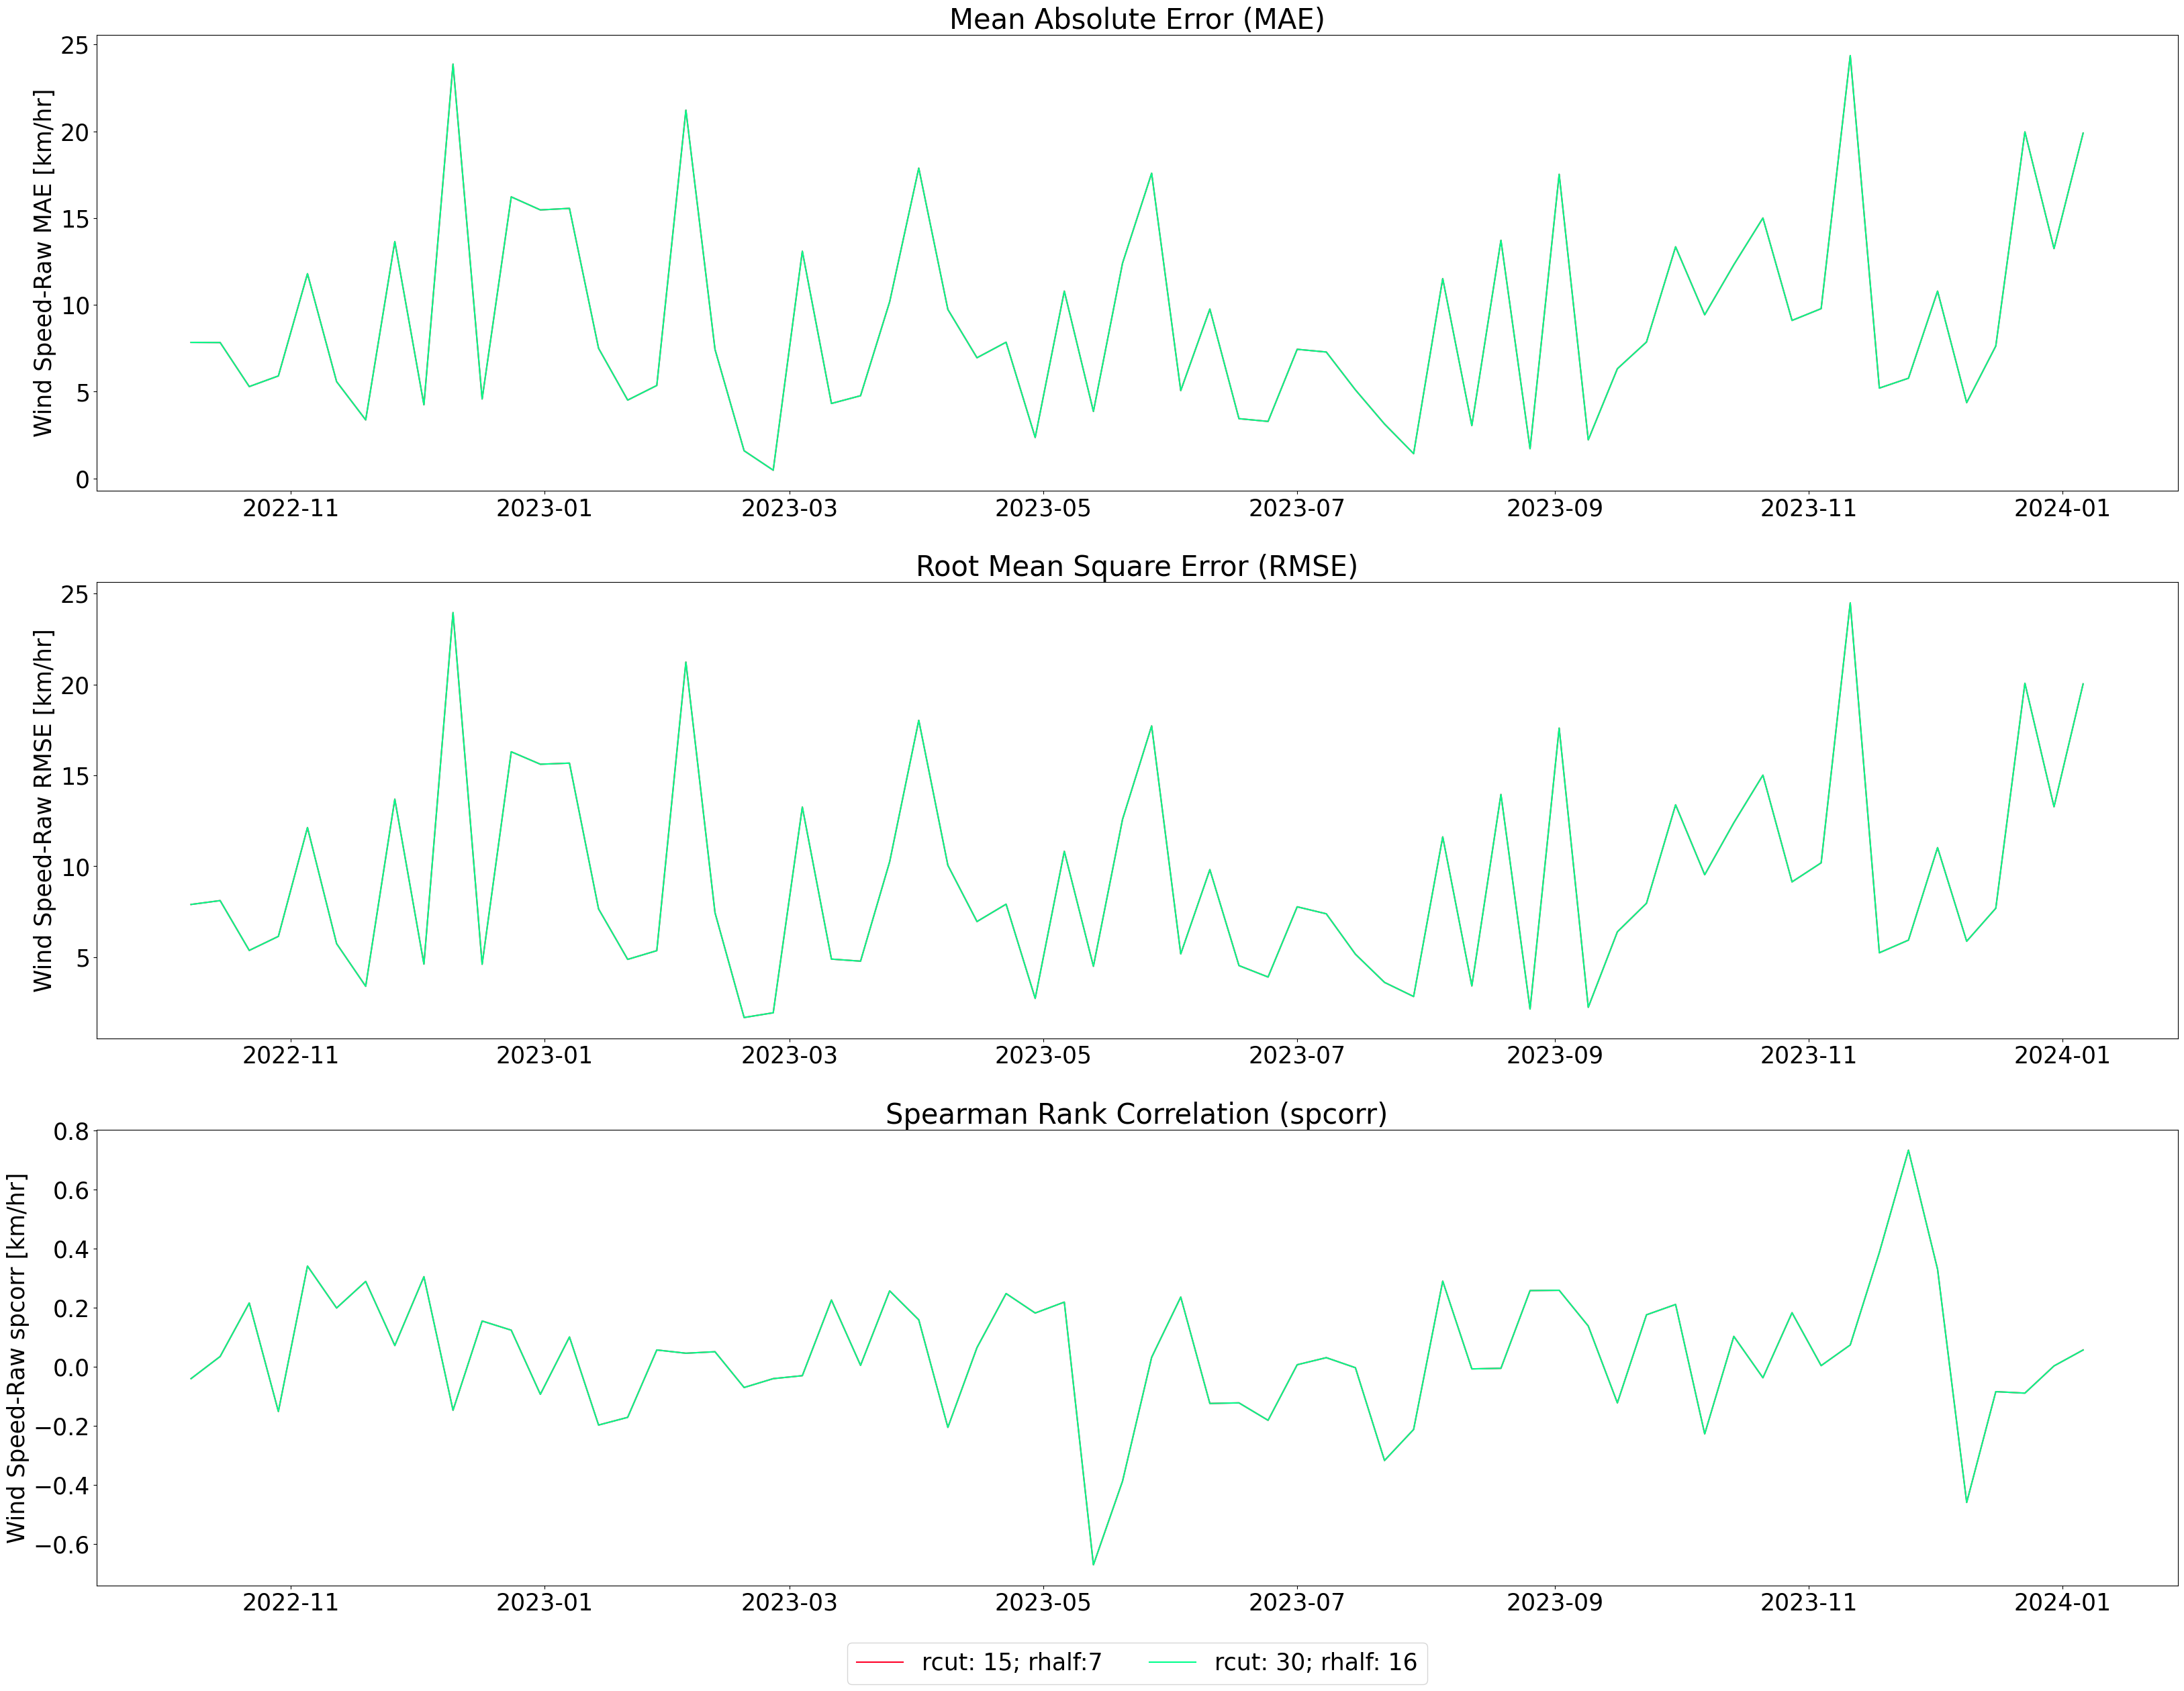 Mean Absolute Error (MAE)
Wind Speed-Raw MAE [km/hr]
25
20
15
10
5
0
2022-11 2023-01 2023-03 2023-05 2023-07 2023-09 2023-11 2024-01
Root Mean Square Error (RMSE)
Wind Speed-Raw RMSE [km/hr]
25
20
15
10
5
2022-11 2023-01 2023-03 2023-05 2023-07 2023-09 2023-11 2024-01
Spearman Rank Correlation (spcorr)
Wind Speed-Raw spcorr [km/hr]
0.8
0.6
0.4
0.2
0.0
−0.2
−0.4
−0.6
2022-11 2023-01 2023-03 2023-05 2023-07 2023-09 2023-11 2024-01
rcut: 15; rhalf:7 rcut: 30; rhalf: 16